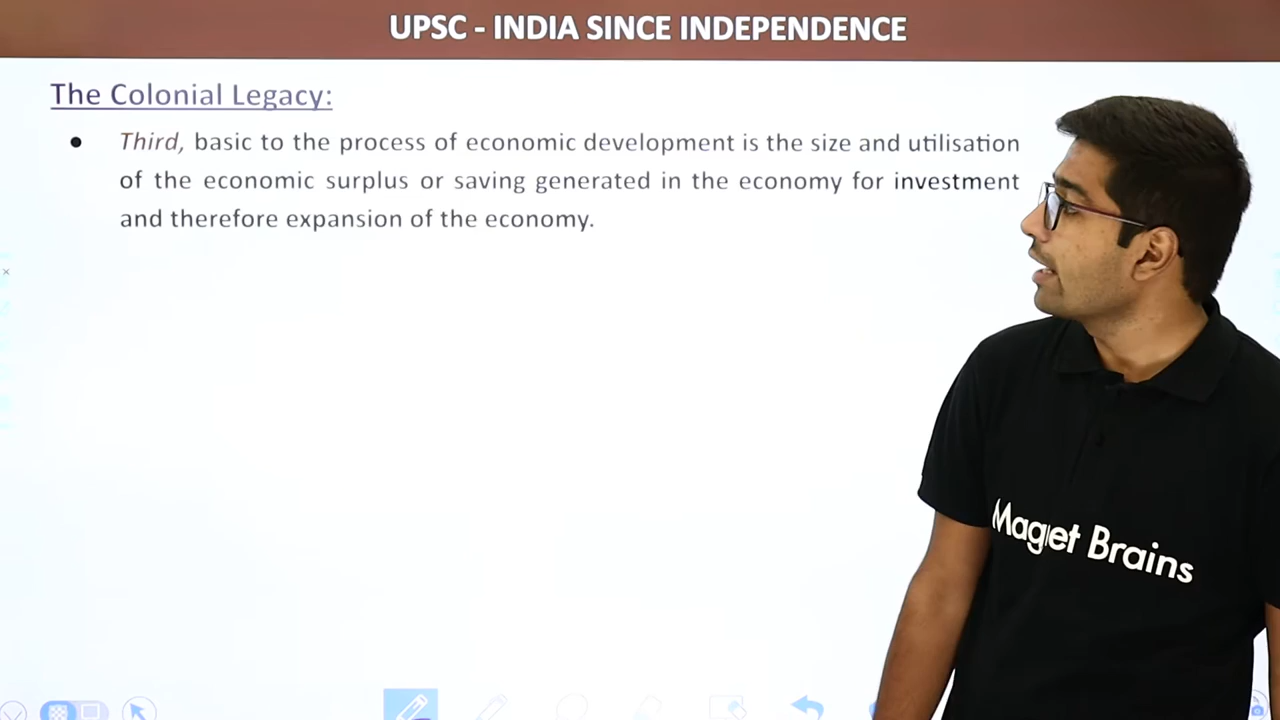 UPSC - INDIA SINCE INDEPENDENCE
The Colonial Legacy:
● Third, basic to the process of economic development is the size and utilisation
of the economic surplus or saving generated in the economy for investment
and therefore expansion of the economy.
Magnet Brains